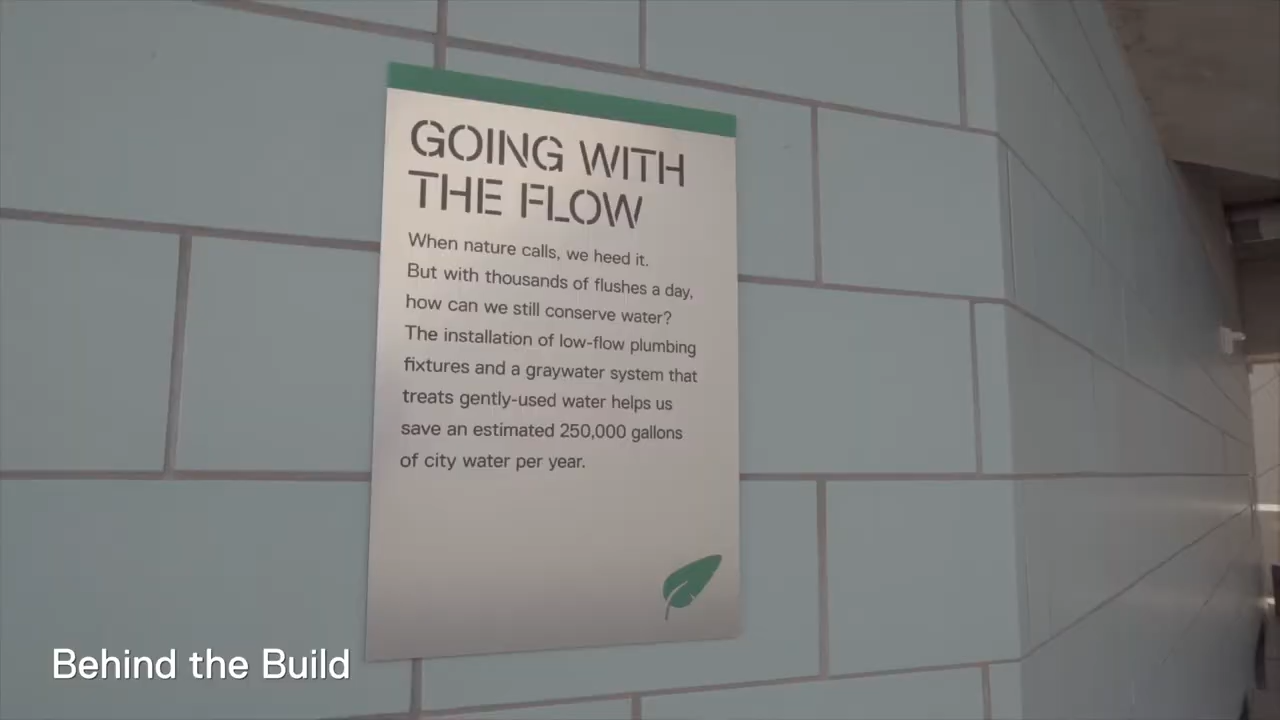 GOING WITH
THE FLOW
When nature calls, we heed it.
But with thousands of flushes a day,
how can we still conserve water?
The installation of low-flow plumbing
fixtures and a graywater system that
treats gently-used water helps us
save an estimated 250,000 gallons
of city water per year.
Behind the Build